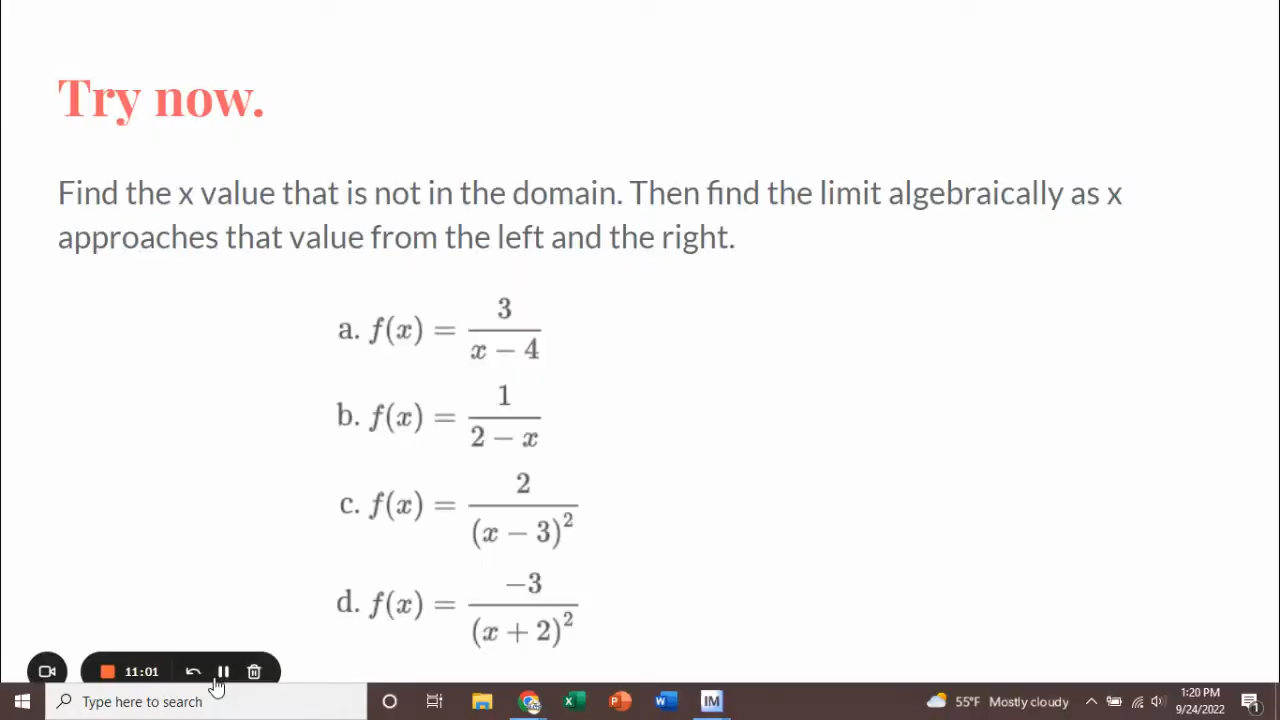 Try now.
Find the x value that is not in the domain. Then find the limit algebraically as x
approaches that value from the left and the right.
a. f(x) = 3/(x − 4)
b. f(x) = 1/(2 − x)
c. f(x) = 2/(x − 3)²
d. f(x) = −3/(x + 2)²
11:01
Type here to search
IM
55°F Mostly cloudy
1:20 PM
9/24/2022
1